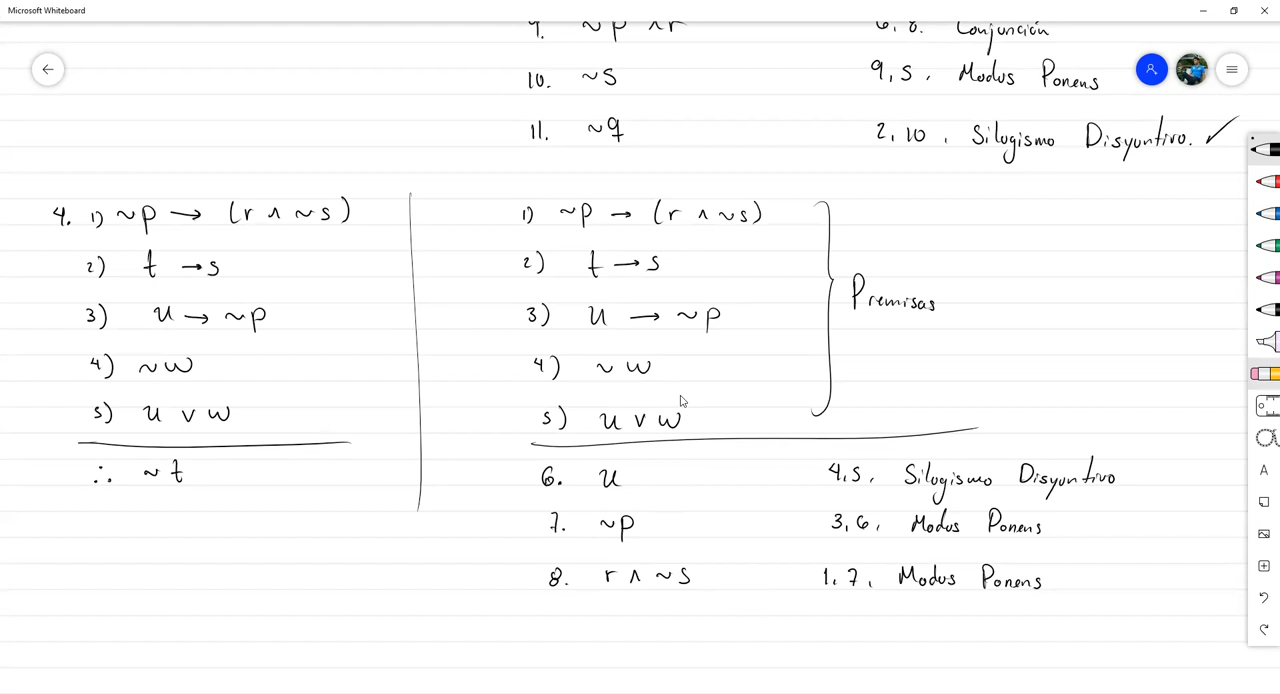 Microsoft Whiteboard
9. ~p ∧ r 6, 8. Conjunción
10. ~s 9, 5, Modus Ponens
11. ~q 2, 10, Silogismo Disyuntivo. ✓
4. 1) ~p → (r ∧ ~s)
2) t → s
3) u → ~p
4) ~w
5) u ∨ w
∴ ~t
1) ~p → (r ∧ ~s)
2) t → s
3) u → ~p
4) ~w
5) u ∨ w
Premisas
6. u 4, 5, Silogismo Disyuntivo
7. ~p 3, 6, Modus Ponens
8. r ∧ ~s 1, 7, Modus Ponens
A